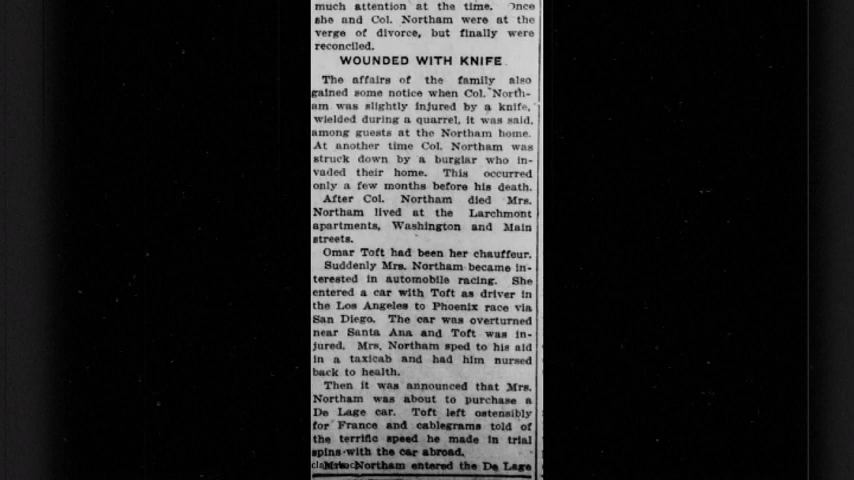 much attention at the time. Once
she and Col. Northam were at the
verge of divorce, but finally were
reconciled.
WOUNDED WITH KNIFE.
The affairs of the family also
gained some notice when Col. North-
am was slightly injured by a knife,
wielded during a quarrel, it was said,
among guests at the Northam home.
At another time Col. Northam was
struck down by a burglar who in-
vaded their home. This occurred
only a few months before his death.
After Col. Northam died Mrs.
Northam lived at the Larchmont
apartments, Washington and Main
streets.
Omar Toft had been her chauffeur.
Suddenly Mrs. Northam became in-
terested in automobile racing. She
entered a car with Toft as driver in
the Los Angeles to Phoenix race via
San Diego. The car was overturned
near Santa Ana and Toft was in-
jured. Mrs. Northam sped to his aid
in a taxicab and had him nursed
back to health.
Then it was announced that Mrs.
Northam was about to purchase a
De Lage car. Toft left ostensibly
for France and cablegrams told of
the terrific speed he made in trial
spins with the car abroad.
Northam entered the De Lage